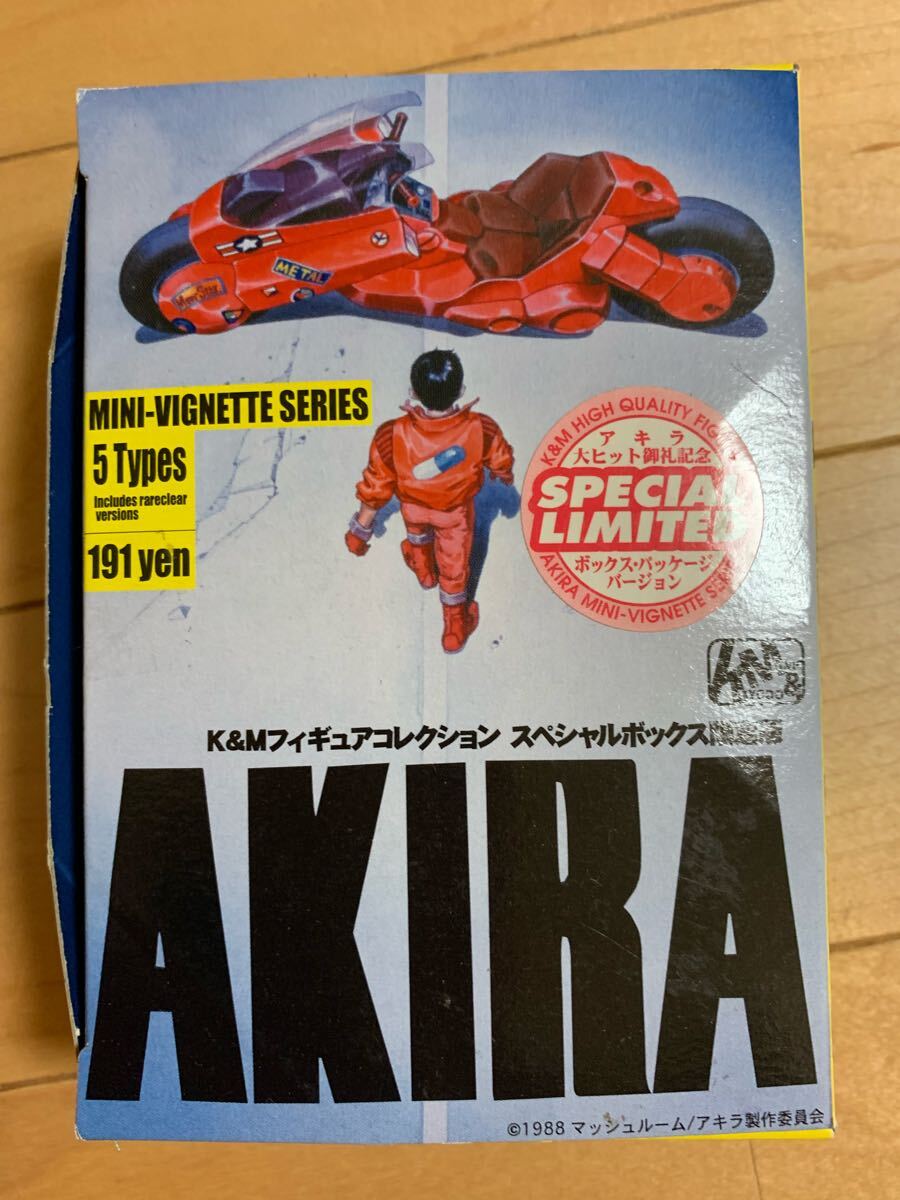 METAL
MINI-VIGNETTE SERIES
5 Types
Includes rareclear
versions
191 yen
K&M HIGH QUALITY
アキラ
大ヒット御礼記念
SPECIAL
LIMITED
ボックス・パッケージ
バージョン
AKIRA MINI-VIGNETTE
K&Mフィギュアコレクション スペシャルボックス
AKIRA
©1988 マッシュルーム/アキラ製作委員会